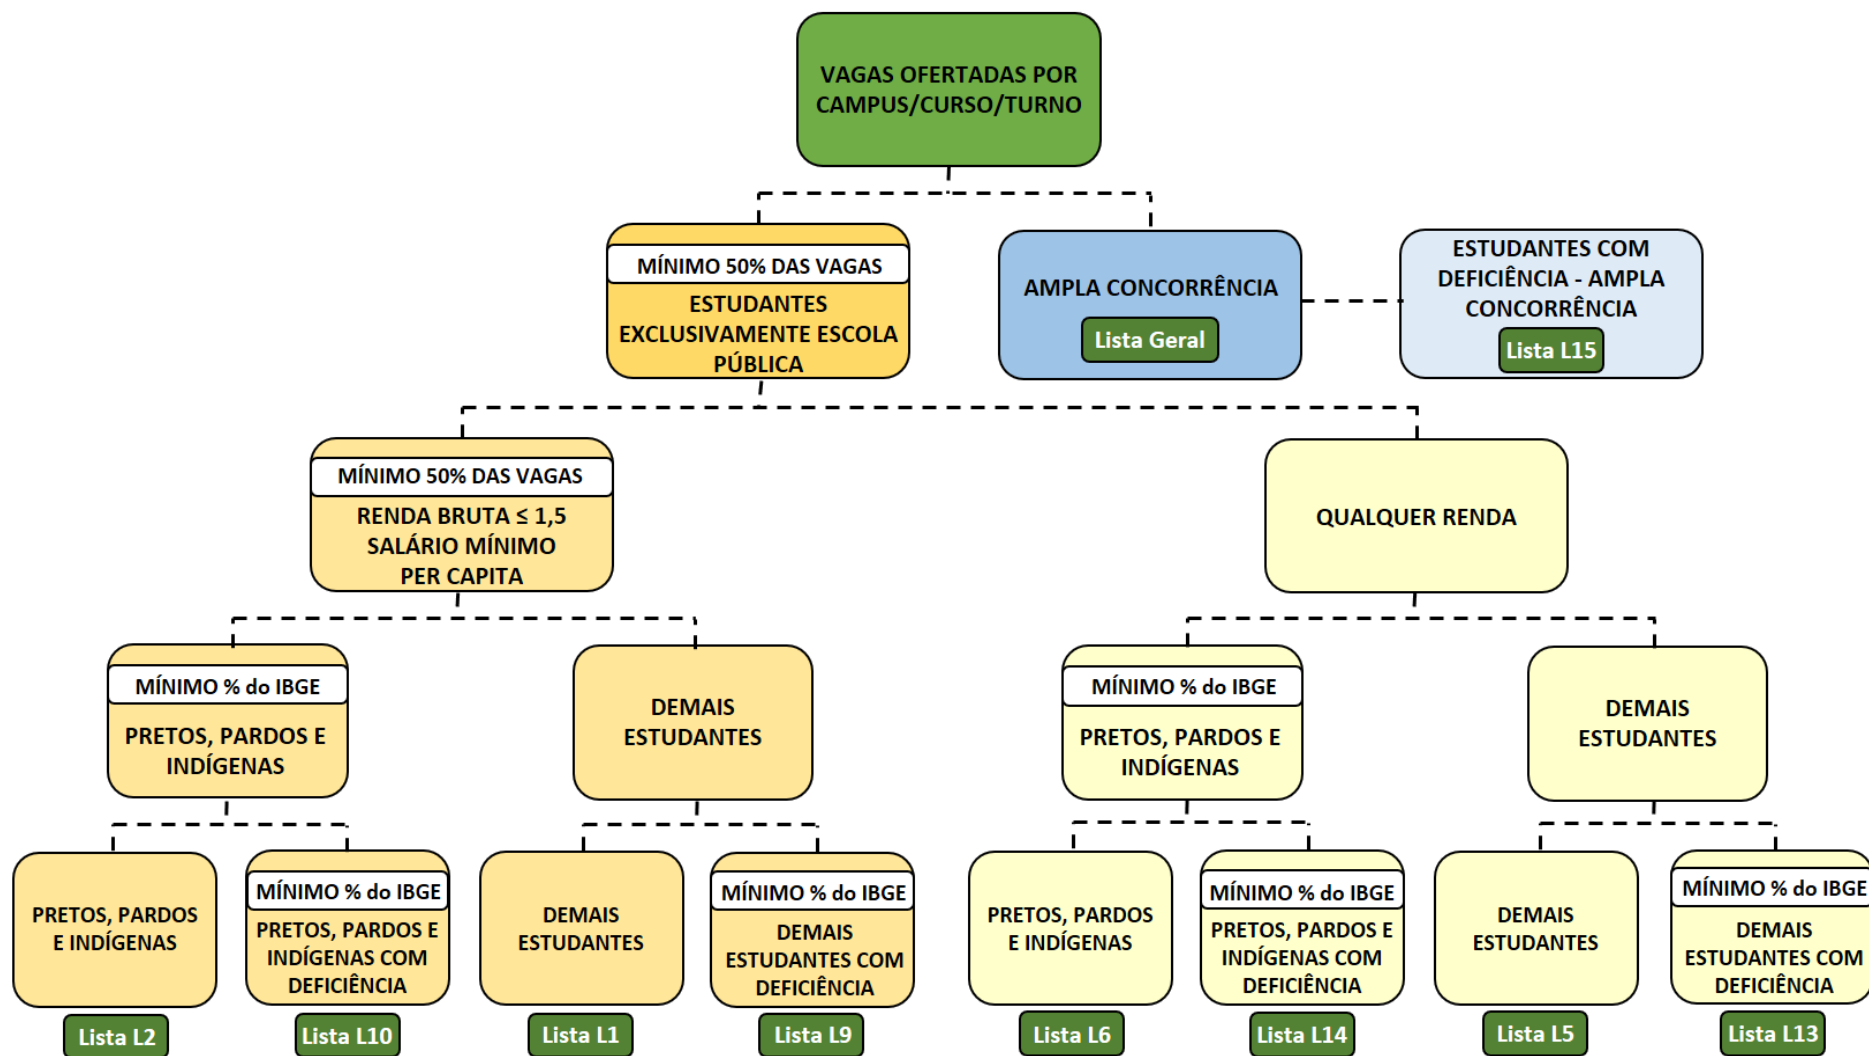 VAGAS OFERTADAS POR
CAMPUS/CURSO/TURNO
MÍNIMO 50% DAS VAGAS
ESTUDANTES
EXCLUSIVAMENTE ESCOLA
PÚBLICA
AMPLA CONCORRÊNCIA
Lista Geral
ESTUDANTES COM
DEFICIÊNCIA - AMPLA
CONCORRÊNCIA
Lista L15
MÍNIMO 50% DAS VAGAS
RENDA BRUTA ≤ 1,5
SALÁRIO MÍNIMO
PER CAPITA
QUALQUER RENDA
MÍNIMO % do IBGE
PRETOS, PARDOS E
INDÍGENAS
DEMAIS
ESTUDANTES
MÍNIMO % do IBGE
PRETOS, PARDOS E
INDÍGENAS
DEMAIS
ESTUDANTES
PRETOS, PARDOS
E INDÍGENAS
Lista L2
MÍNIMO % do IBGE
PRETOS, PARDOS E
INDÍGENAS COM
DEFICIÊNCIA
Lista L10
DEMAIS
ESTUDANTES
Lista L1
MÍNIMO % do IBGE
DEMAIS
ESTUDANTES COM
DEFICIÊNCIA
Lista L9
PRETOS, PARDOS
E INDÍGENAS
Lista L6
MÍNIMO % do IBGE
PRETOS, PARDOS E
INDÍGENAS COM
DEFICIÊNCIA
Lista L14
DEMAIS
ESTUDANTES
Lista L5
MÍNIMO % do IBGE
DEMAIS
ESTUDANTES COM
DEFICIÊNCIA
Lista L13